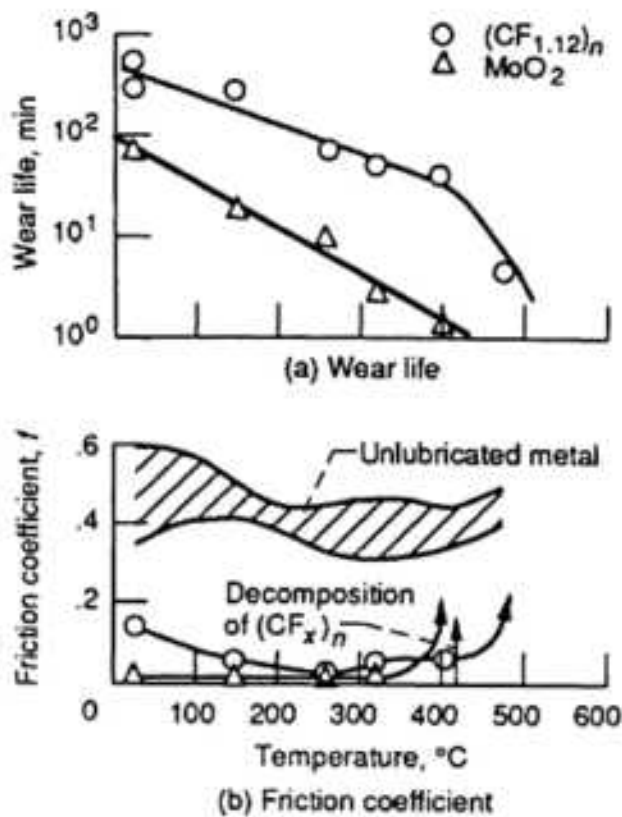 10³
(CF₁.₁₂)ₙ
MoO₂
10²
10¹
10⁰
Wear life, min
(a) Wear life
.6
Unlubricated metal
.4
.2
Decomposition
of (CFₓ)ₙ
Friction coefficient, f
0 100 200 300 400 500 600
Temperature, °C
(b) Friction coefficient